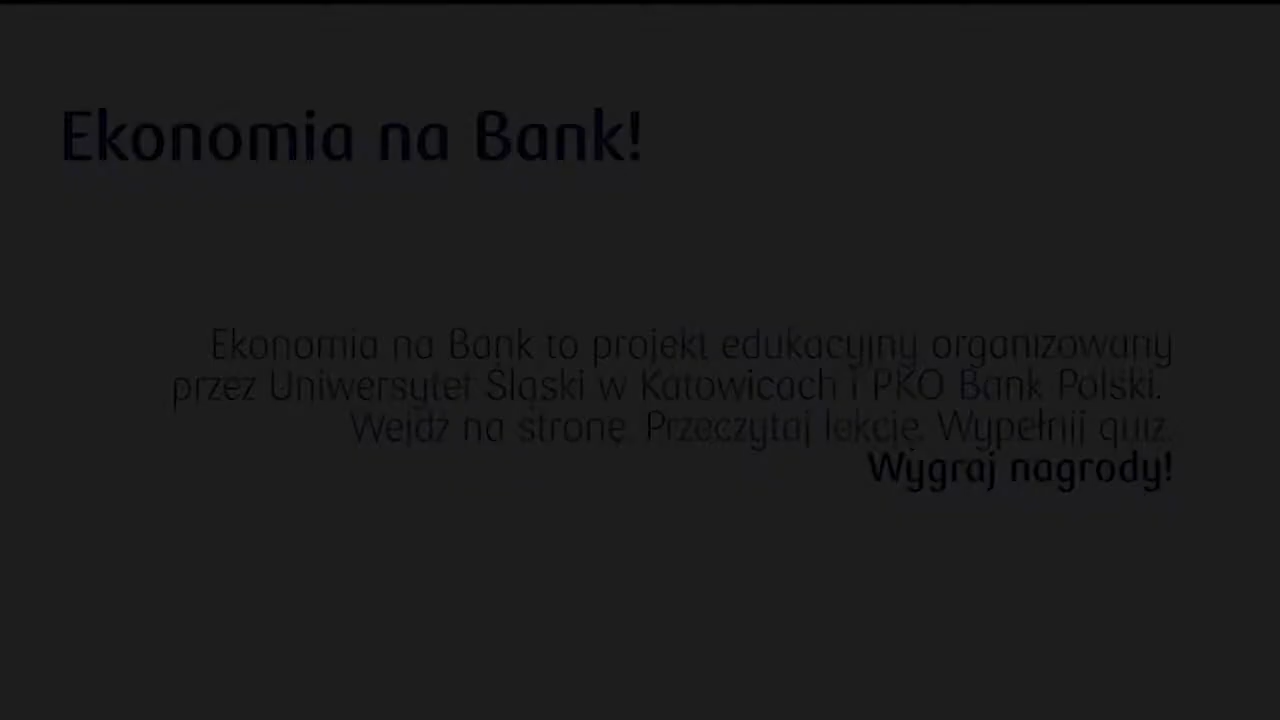 Ekonomia na Bank!
Ekonomia na Bank to projekt edukacyjny organizowany
przez Uniwersytet Śląski w Katowicach i PKO Bank Polski.
Wejdź na stronę. Przeczytaj lekcję. Wypełnij quiz.
Wygraj nagrody!